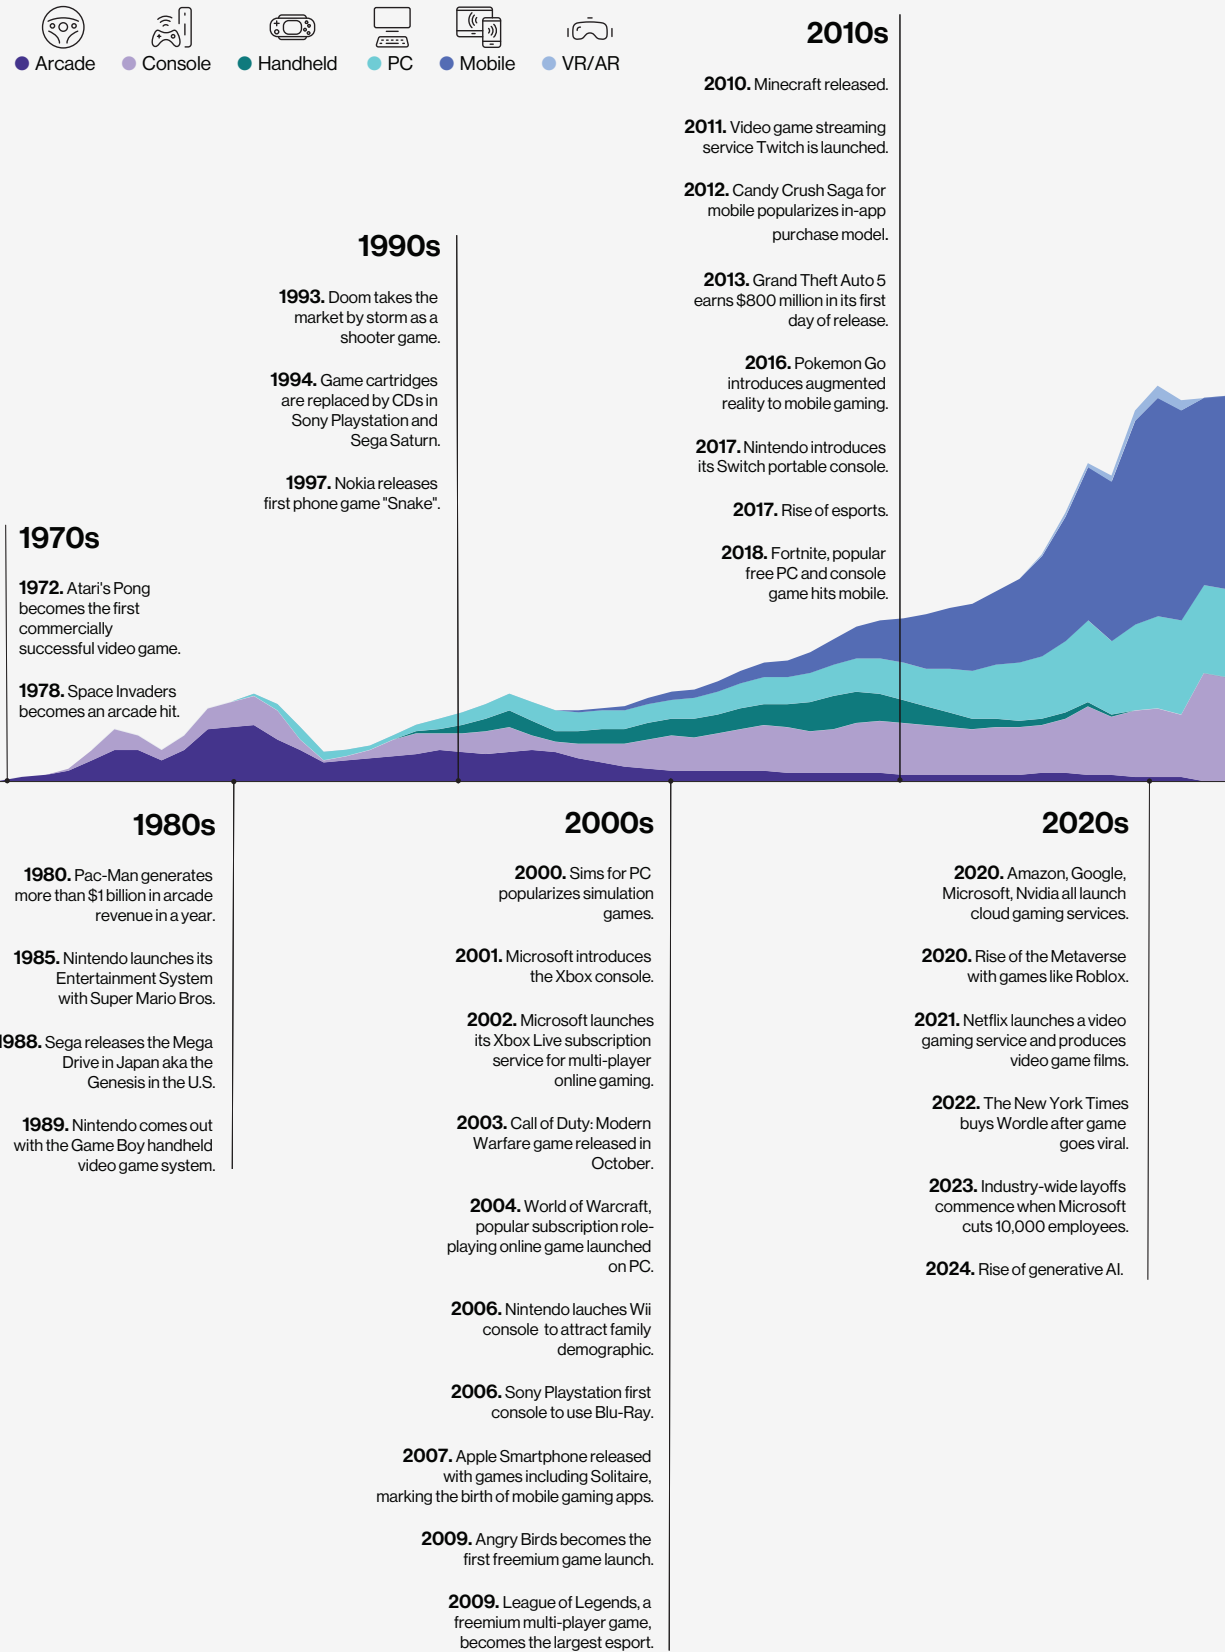 Arcade
Console
Handheld
PC
Mobile
VR/AR
1970s
1972. Atari's Pong
becomes the first
commercially
successful video game.
1978. Space Invaders
becomes an arcade hit.
1980s
1980. Pac-Man generates
more than $1 billion in arcade
revenue in a year.
1985. Nintendo launches its
Entertainment System
with Super Mario Bros.
1988. Sega releases the Mega
Drive in Japan aka the
Genesis in the U.S.
1989. Nintendo comes out
with the Game Boy handheld
video game system.
1990s
1993. Doom takes the
market by storm as a
shooter game.
1994. Game cartridges
are replaced by CDs in
Sony Playstation and
Sega Saturn.
1997. Nokia releases
first phone game "Snake".
2000s
2000. Sims for PC
popularizes simulation
games.
2001. Microsoft introduces
the Xbox console.
2002. Microsoft launches
its Xbox Live subscription
service for multi-player
online gaming.
2003. Call of Duty: Modern
Warfare game released in
October.
2004. World of Warcraft,
popular subscription role-
playing online game launched
on PC.
2006. Nintendo lauches Wii
console to attract family
demographic.
2006. Sony Playstation first
console to use Blu-Ray.
2007. Apple Smartphone released
with games including Solitaire,
marking the birth of mobile gaming apps.
2009. Angry Birds becomes the
first freemium game launch.
2009. League of Legends, a
freemium multi-player game,
becomes the largest esport.
2010s
2010. Minecraft released.
2011. Video game streaming
service Twitch is launched.
2012. Candy Crush Saga for
mobile popularizes in-app
purchase model.
2013. Grand Theft Auto 5
earns $800 million in its first
day of release.
2016. Pokemon Go
introduces augmented
reality to mobile gaming.
2017. Nintendo introduces
its Switch portable console.
2017. Rise of esports.
2018. Fortnite, popular
free PC and console
game hits mobile.
2020s
2020. Amazon, Google,
Microsoft, Nvidia all launch
cloud gaming services.
2020. Rise of the Metaverse
with games like Roblox.
2021. Netflix launches a video
gaming service and produces
video game films.
2022. The New York Times
buys Wordle after game
goes viral.
2023. Industry-wide layoffs
commence when Microsoft
cuts 10,000 employees.
2024. Rise of generative AI.